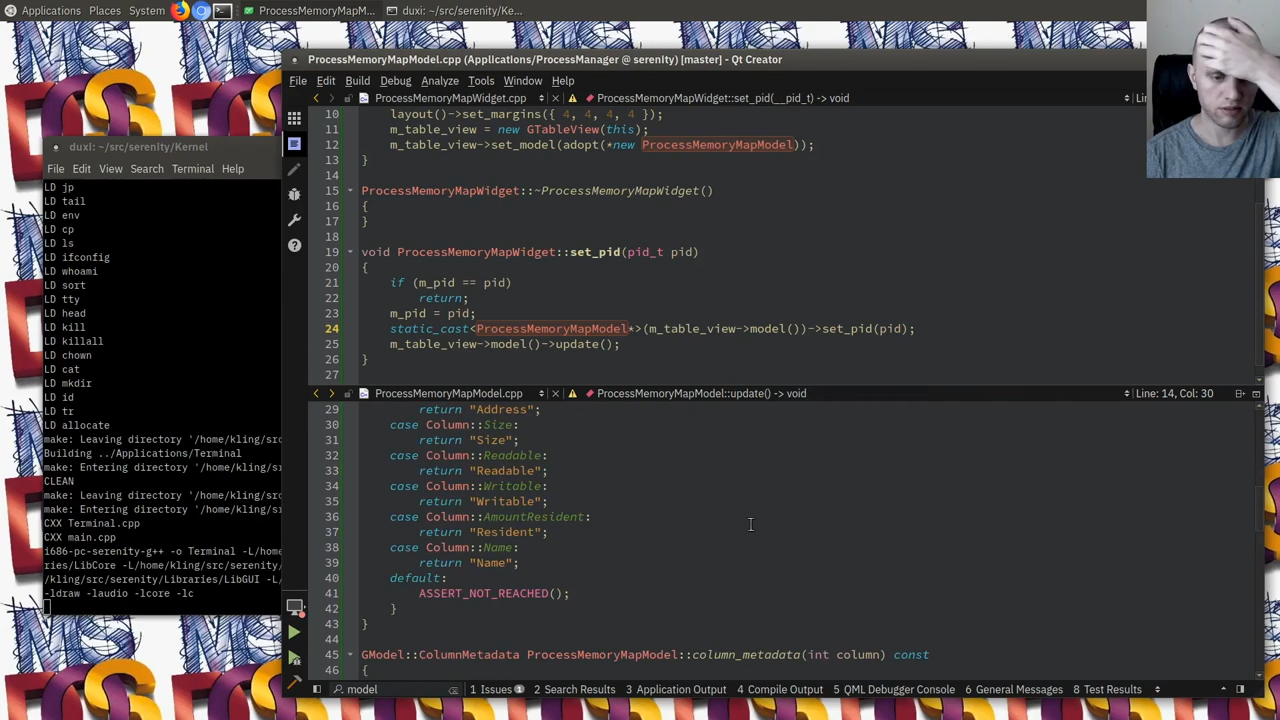 Applications Places System ProcessMemoryMapM... duxi: ~/src/serenity/Ke...
ProcessMemoryMapModel.cpp (Applications/ProcessManager @ serenity) [master] - Qt Creator
File Edit Build Debug Analyze Tools Window Help
ProcessMemoryMapWidget.cpp ProcessMemoryMapWidget::set_pid(__pid_t) -> void
10 layout()->set_margins({ 4, 4, 4, 4 });
11 m_table_view = new GTableView(this);
12 m_table_view->set_model(adopt(*new ProcessMemoryMapModel));
13 }
14
15 ProcessMemoryMapWidget::~ProcessMemoryMapWidget()
16 {
17 }
18
19 void ProcessMemoryMapWidget::set_pid(pid_t pid)
20 {
21 if (m_pid == pid)
22 return;
23 m_pid = pid;
24 static_cast<ProcessMemoryMapModel*>(m_table_view->model())->set_pid(pid);
25 m_table_view->model()->update();
26 }
27
ProcessMemoryMapModel.cpp ProcessMemoryMapModel::update() -> void Line: 14, Col: 30
29 return "Address";
30 case Column::Size:
31 return "Size";
32 case Column::Readable:
33 return "Readable";
34 case Column::Writable:
35 return "Writable";
36 case Column::AmountResident:
37 return "Resident";
38 case Column::Name:
39 return "Name";
40 default:
41 ASSERT_NOT_REACHED();
42 }
43 }
44
45 GModel::ColumnMetadata ProcessMemoryMapModel::column_metadata(int column) const
46 {
model 1 Issues 1 2 Search Results 3 Application Output 4 Compile Output 5 QML Debugger Console 6 General Messages 8 Test Results
duxi: ~/src/serenity/Kernel
File Edit View Search Terminal Help
LD jp
LD tail
LD env
LD cp
LD ls
LD ifconfig
LD whoami
LD sort
LD tty
LD head
LD kill
LD killall
LD chown
LD cat
LD mkdir
LD id
LD tr
LD allocate
make: Leaving directory '/home/kling/src
Building ../Applications/Terminal
make: Entering directory '/home/kling/sr
CLEAN
make: Leaving directory '/home/kling/src
make: Entering directory '/home/kling/sr
CXX Terminal.cpp
CXX main.cpp
i686-pc-serenity-g++ -o Terminal -L/home
ries/LibCore -L/home/kling/src/serenity/
/kling/src/serenity/Libraries/LibGUI -L/
-ldraw -laudio -lcore -lc